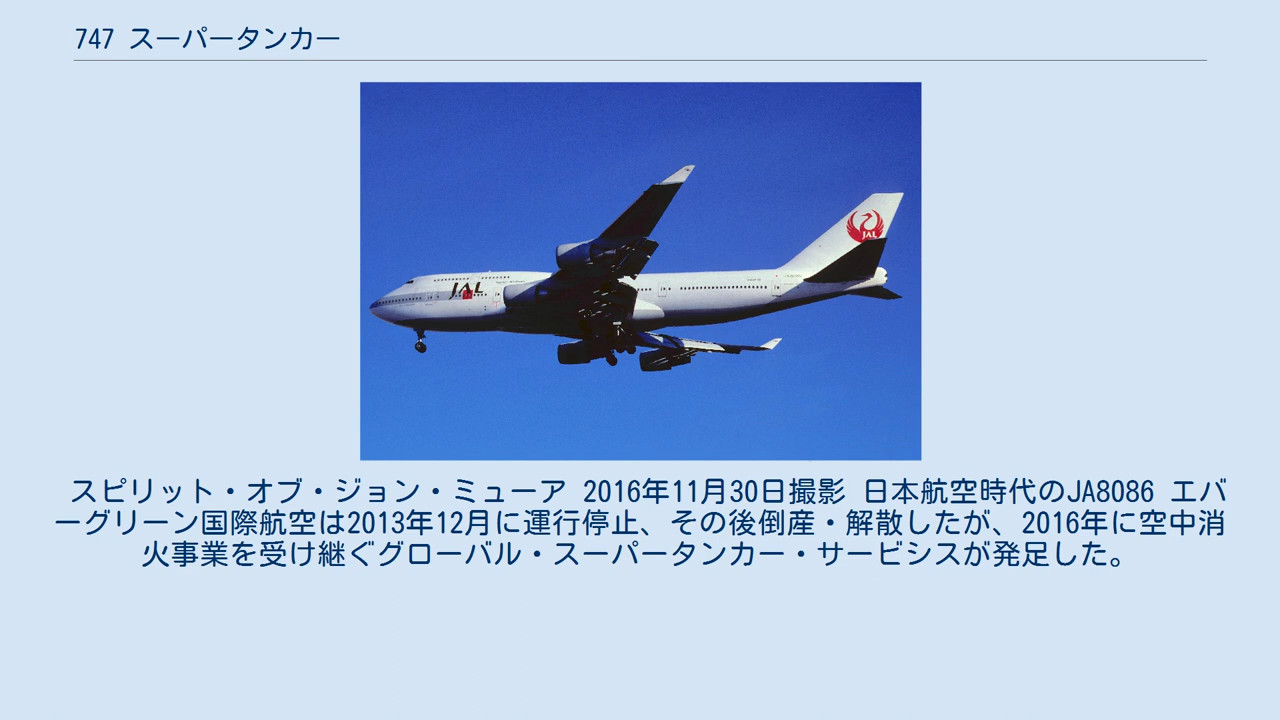 747 スーパータンカー
JAL
JAL
スピリット・オブ・ジョン・ミューア 2016年11月30日撮影 日本航空時代のJA8086 エバ
ーグリーン国際航空は2013年12月に運行停止、その後倒産・解散したが、2016年に空中消
火事業を受け継ぐグローバル・スーパータンカー・サービシスが発足した。